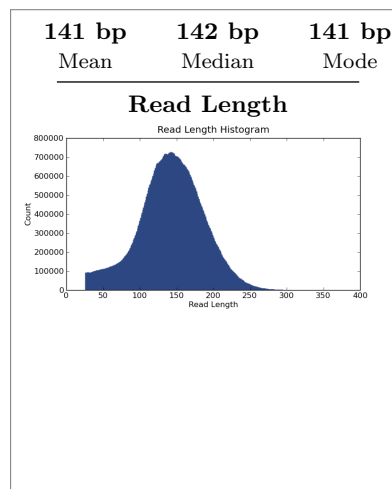 141 bp 142 bp 141 bp
Mean Median Mode
Read Length
Read Length Histogram
800000
700000
600000
500000
400000
300000
200000
100000
0
Count
0 50 100 150 200 250 300 350 400
Read Length